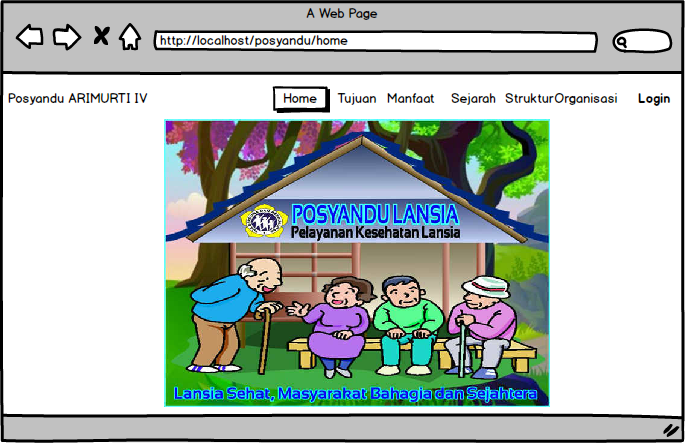 A Web Page
http://localhost/posyandu/home
Posyandu ARIMURTI IV Home Tujuan Manfaat Sejarah StrukturOrganisasi Login
POSYANDU LANSIA
Pelayanan Kesehatan Lansia
Lansia Sehat, Masyarakat Bahagia dan Sejahtera